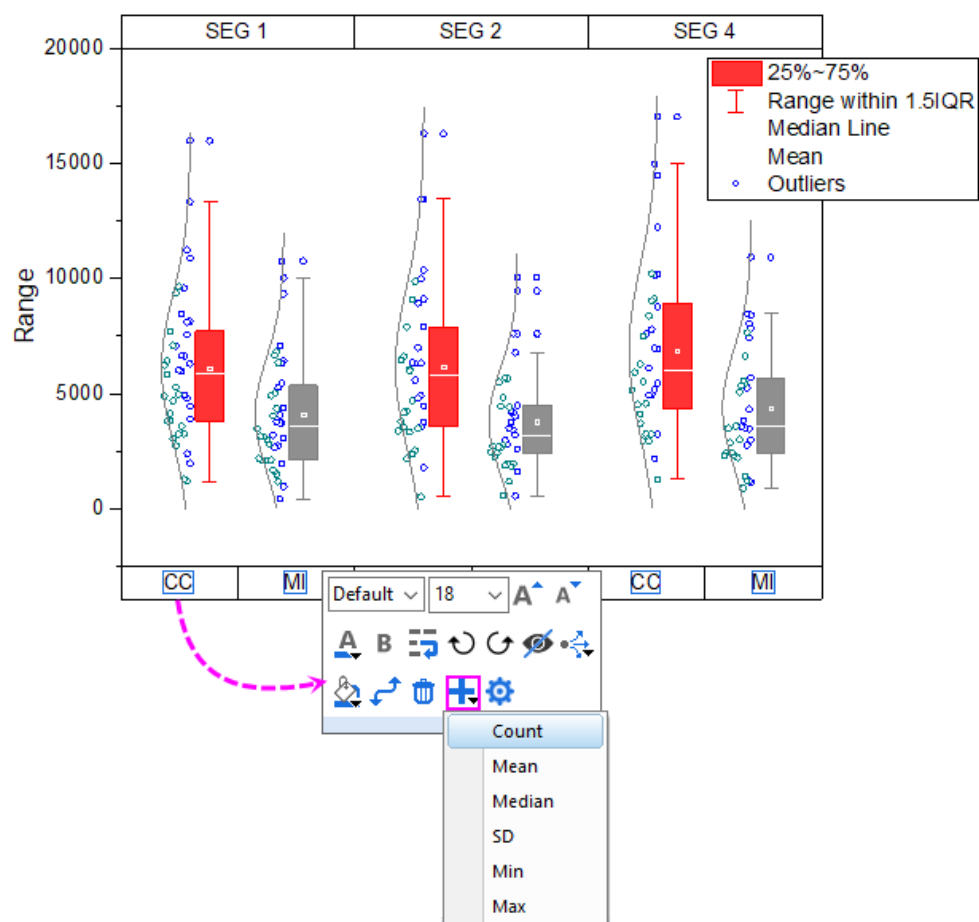 SEG 1 SEG 2 SEG 4
20000
15000
10000
5000
0
Range
25%~75%
Range within 1.5IQR
Median Line
Mean
Outliers
CC MI CC MI
Default 18 A A
A B
Count
Mean
Median
SD
Min
Max